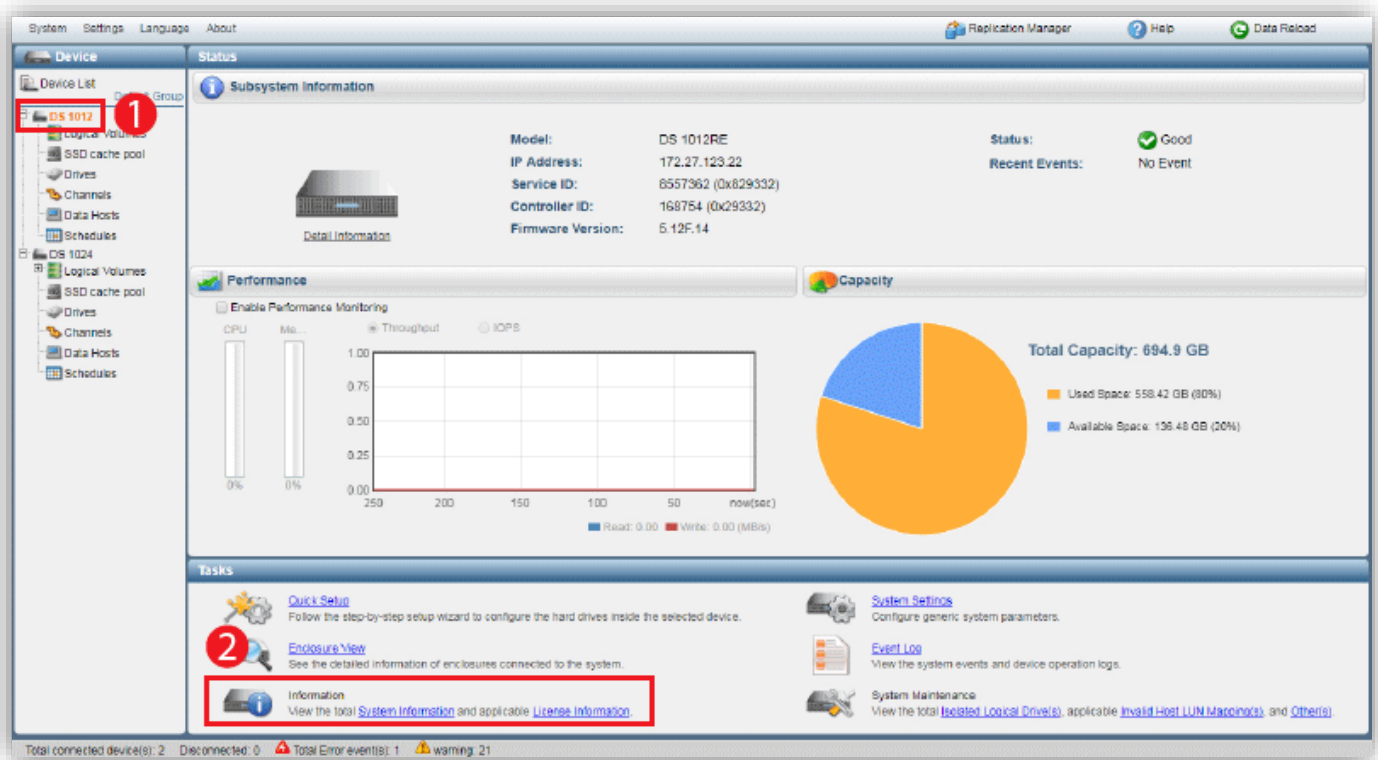 System Settings Language About
Replication Manager Help Data Reload
Device
Device List
Group
DS 1012
1
Logical Volumes
SSD cache pool
Drives
Channels
Data Hosts
Schedules
DS 1024
Logical Volumes
SSD cache pool
Drives
Channels
Data Hosts
Schedules
Status
Subsystem Information
Detail Information
Model: DS 1012RE
IP Address: 172.27.123.22
Service ID: 8557362 (0x829332)
Controller ID: 168754 (0x29332)
Firmware Version: 5.12F.14
Status: Good
Recent Events: No Event
Performance
Enable Performance Monitoring
CPU Me...
Throughput IOPS
1.00
0.75
0.50
0.25
0.00
0% 0%
250 200 150 100 50 now(sec)
Read: 0.00 Write: 0.00 (MB/s)
Capacity
Total Capacity: 694.9 GB
Used Space: 558.42 GB (80%)
Available Space: 136.48 GB (20%)
Tasks
Quick Setup
Follow the step-by-step setup wizard to configure the hard drives inside the selected device.
2
Enclosure View
See the detailed information of enclosures connected to the system.
Information
View the total System Information and applicable License Information.
System Settings
Configure generic system parameters.
Event Log
View the system events and device operation logs.
System Maintenance
View the total Isolated Logical Drive(s), applicable Invalid Host LUN Mapping(s), and Other(s).
Total connected device(s): 2 Disconnected: 0 Total Error event(s): 1 warning: 21